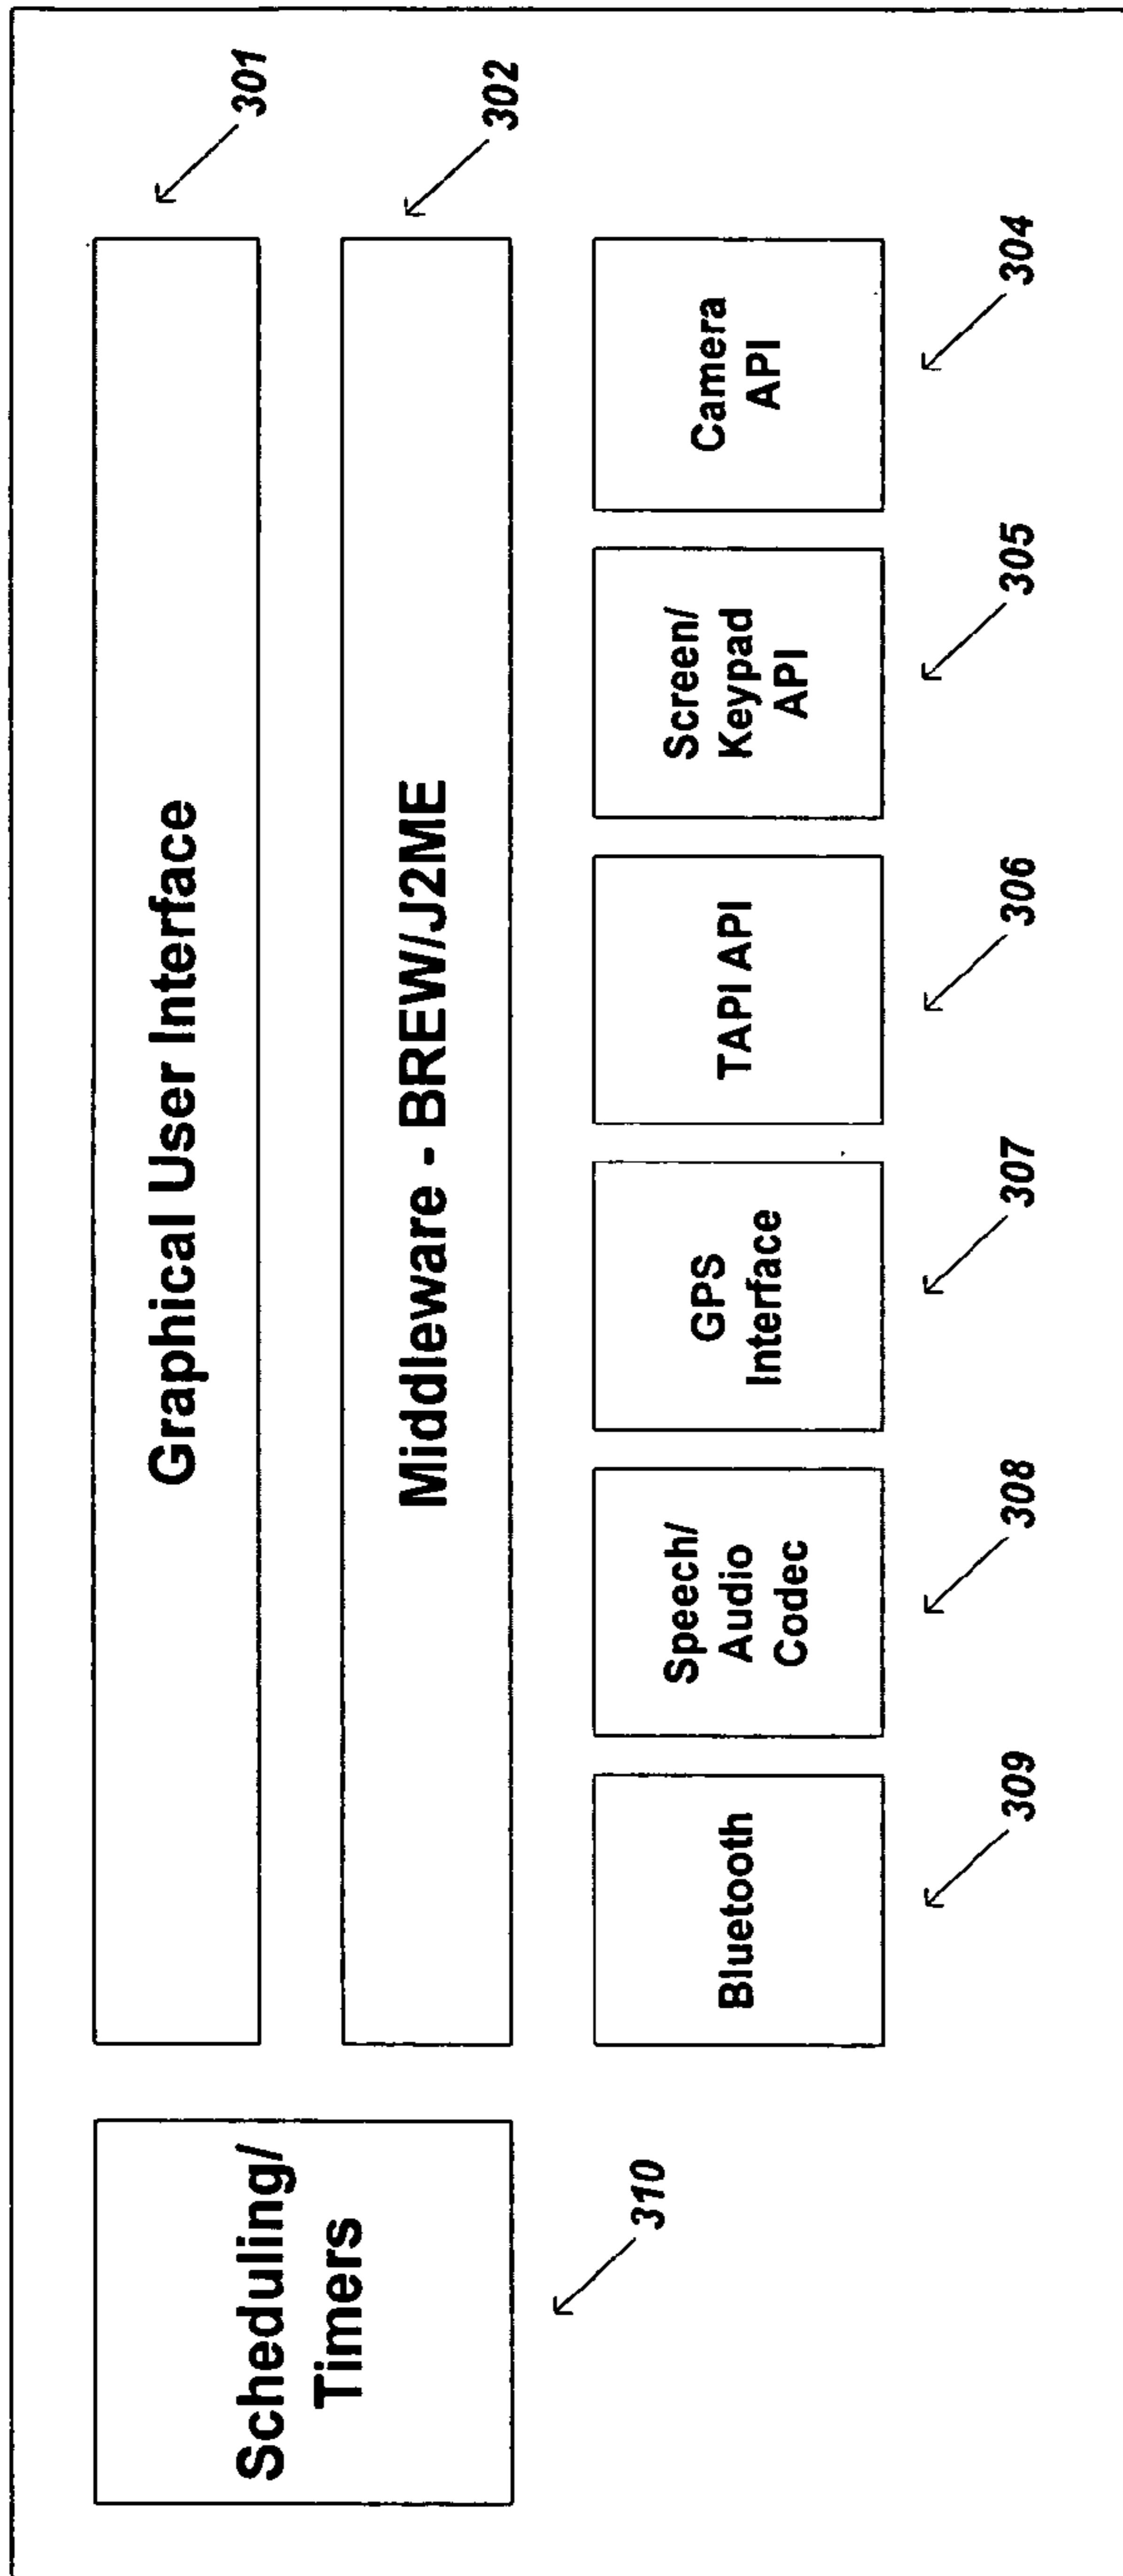 Scheduling/
Timers
310
Graphical User Interface
301
Middleware - BREW/J2ME
302
Bluetooth
309
Speech/
Audio
Codec
308
GPS
Interface
307
TAPI API
306
Screen/
Keypad
API
305
Camera
API
304